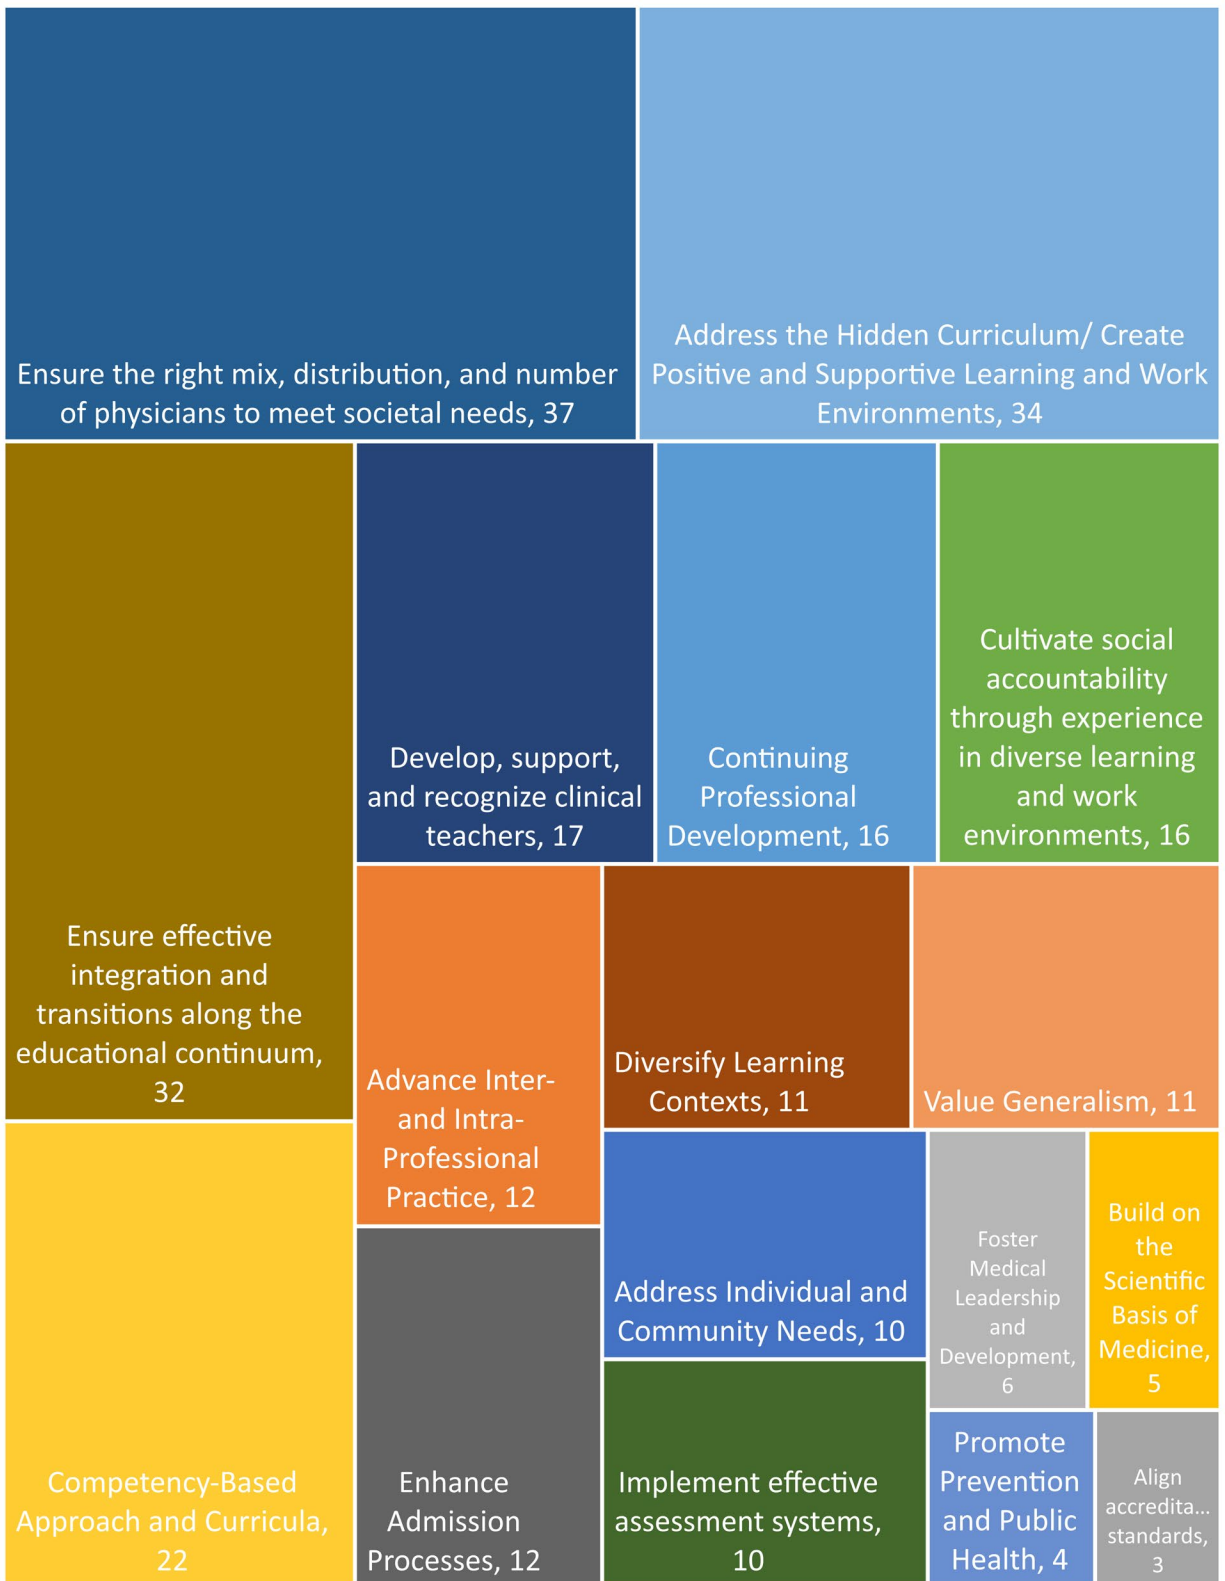 Ensure the right mix, distribution, and number
of physicians to meet societal needs, 37
Address the Hidden Curriculum/ Create
Positive and Supportive Learning and Work
Environments, 34
Ensure effective
integration and
transitions along the
educational continuum,
32
Develop, support,
and recognize clinical
teachers, 17
Continuing
Professional
Development, 16
Cultivate social
accountability
through experience
in diverse learning
and work
environments, 16
Advance Inter-
and Intra-
Professional
Practice, 12
Diversify Learning
Contexts, 11
Value Generalism, 11
Competency-Based
Approach and Curricula,
22
Enhance
Admission
Processes, 12
Address Individual and
Community Needs, 10
Implement effective
assessment systems,
10
Foster
Medical
Leadership
and
Development,
6
Build on
the
Scientific
Basis of
Medicine,
5
Promote
Prevention
and Public
Health, 4
Align
accredita...
standards,
3